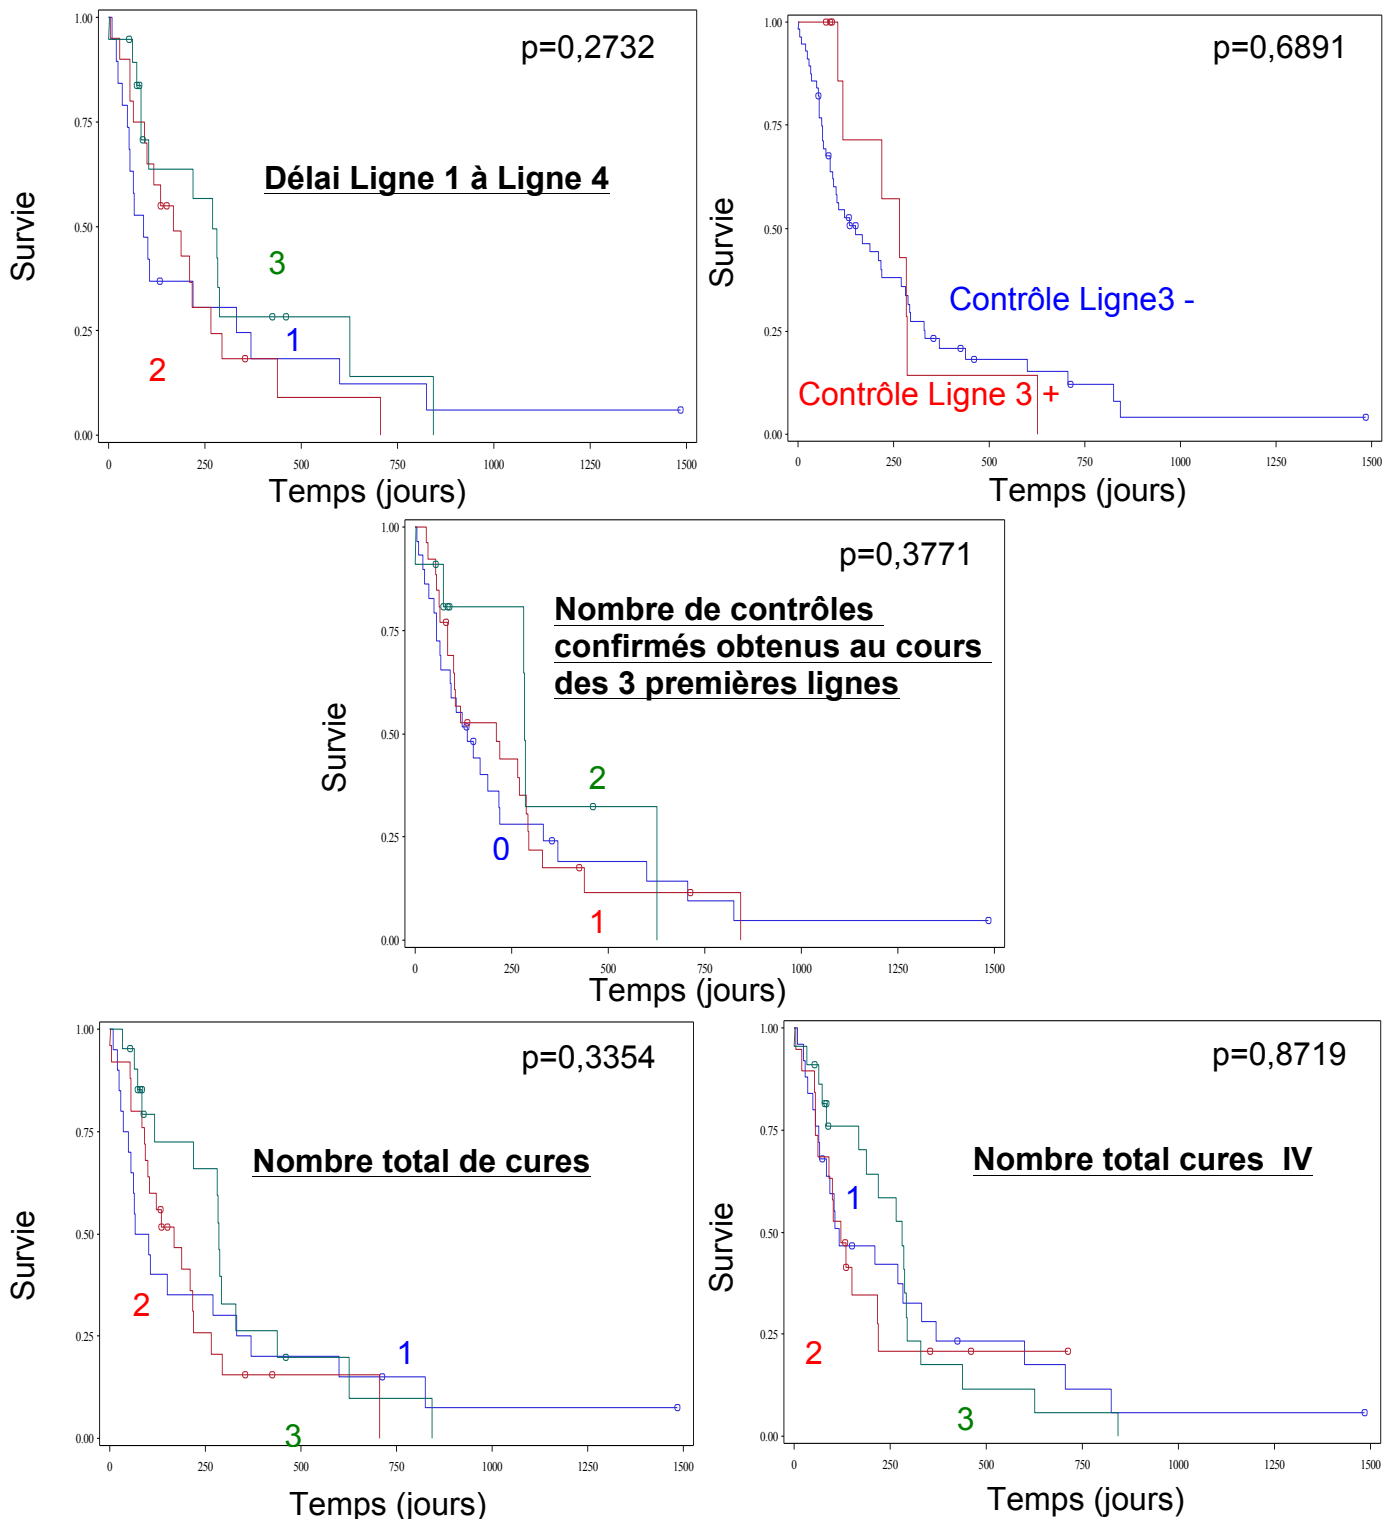 1.00
p=0,2732
0.75
Délai Ligne 1 à Ligne 4
Survie
0.50
3
1
0.25
2
0.00
0 250 500 750 1000 1250 1500
Temps (jours)
1.00
p=0,6891
0.75
Survie
0.50
Contrôle Ligne3 -
0.25
Contrôle Ligne 3 +
0.00
0 250 500 750 1000 1250 1500
Temps (jours)
1.00
p=0,3771
Nombre de contrôles
0.75
confirmés obtenus au cours
des 3 premières lignes
Survie
0.50
2
0.25
0
1
0.00
0 250 500 750 1000 1250 1500
Temps (jours)
1.00
p=0,3354
0.75
Nombre total de cures
Survie
0.50
2
1
0.25
3
0.00
0 250 500 750 1000 1250 1500
Temps (jours)
1.00
p=0,8719
0.75
Nombre total cures IV
1
Survie
0.50
0.25
2
3
0.00
0 250 500 750 1000 1250 1500
Temps (jours)